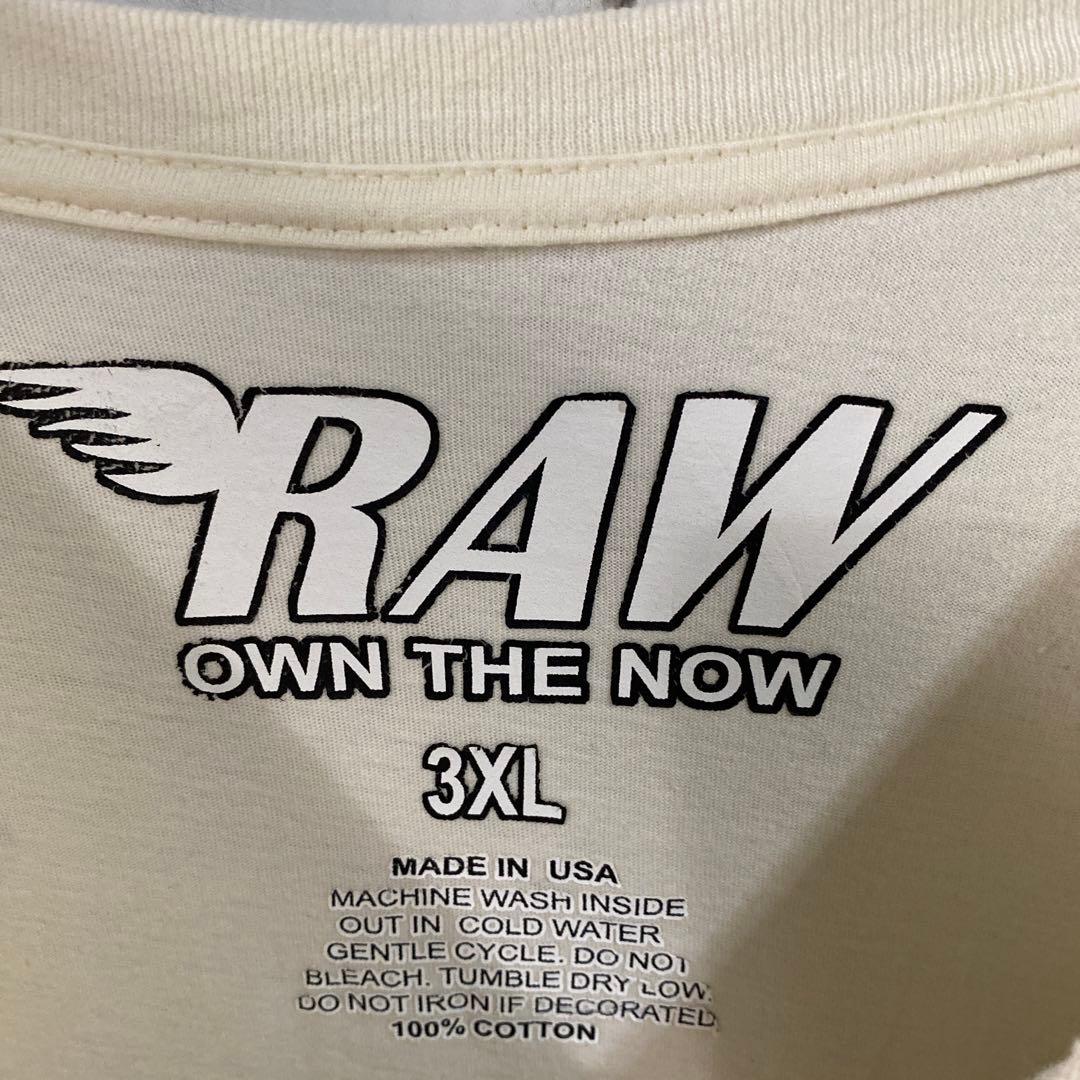 RAW
OWN THE NOW
3XL
MADE IN USA
MACHINE WASH INSIDE
OUT IN COLD WATER
GENTLE CYCLE. DO NOT
BLEACH. TUMBLE DRY LOW.
DO NOT IRON IF DECORATED
100% COTTON